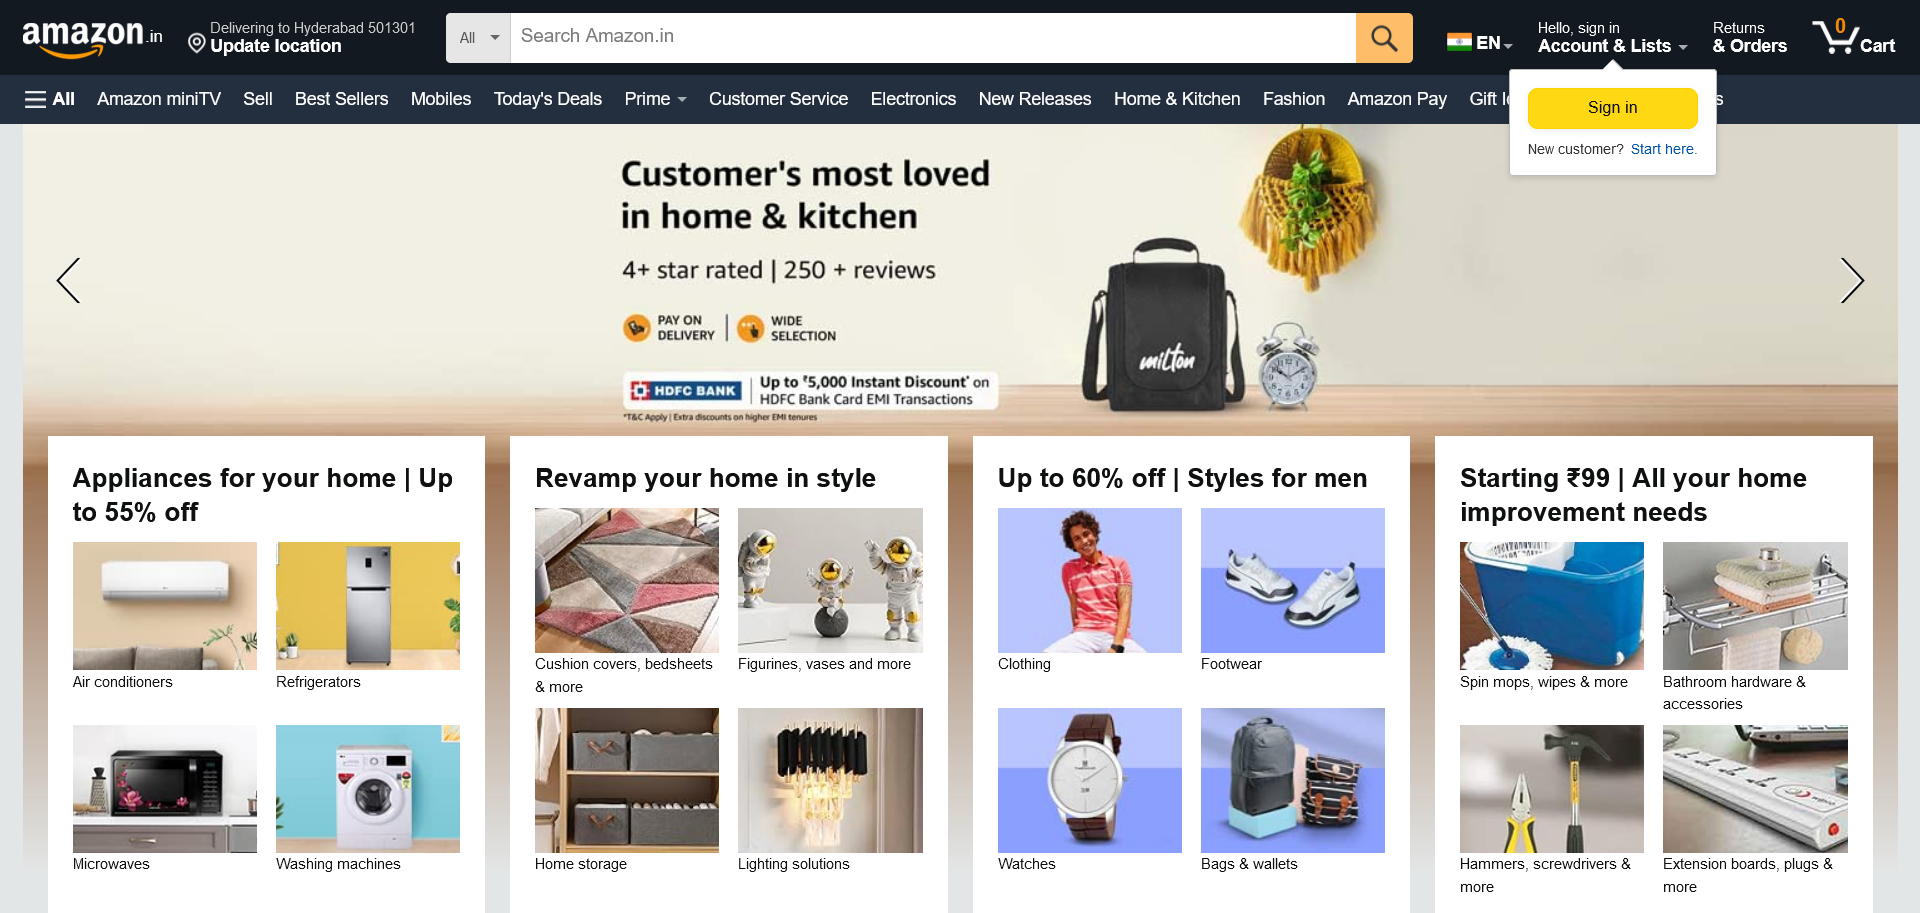 amazon.in
Delivering to Hyderabad 501301
Update location
All
Search Amazon.in
EN
Hello, sign in
Account & Lists
Returns
& Orders
0
Cart
All
Amazon miniTV
Sell
Best Sellers
Mobiles
Today's Deals
Prime
Customer Service
Electronics
New Releases
Home & Kitchen
Fashion
Amazon Pay
Gift
Sign in
New customer? Start here.
Customer's most loved
in home & kitchen
4+ star rated | 250 + reviews
PAY ON
DELIVERY
WIDE
SELECTION
HDFC BANK
Up to ₹5,000 Instant Discount* on
HDFC Bank Card EMI Transactions
*T&C Apply | Extra discounts on higher EMI tenures
milton
Appliances for your home | Up
to 55% off
Air conditioners
Refrigerators
Microwaves
Washing machines
Revamp your home in style
Cushion covers, bedsheets
& more
Figurines, vases and more
Home storage
Lighting solutions
Up to 60% off | Styles for men
Clothing
Footwear
Watches
Bags & wallets
Starting ₹99 | All your home
improvement needs
Spin mops, wipes & more
Bathroom hardware &
accessories
Hammers, screwdrivers &
more
Extension boards, plugs &
more